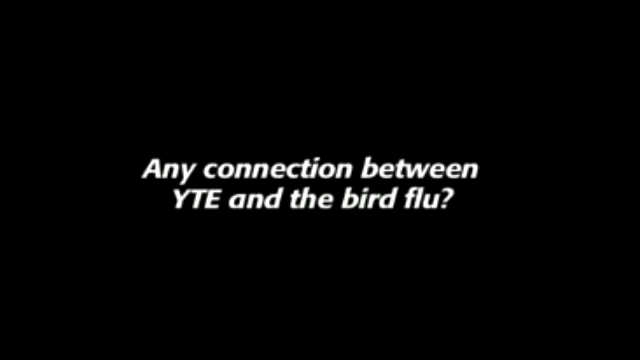 Any connection between
YTE and the bird flu?